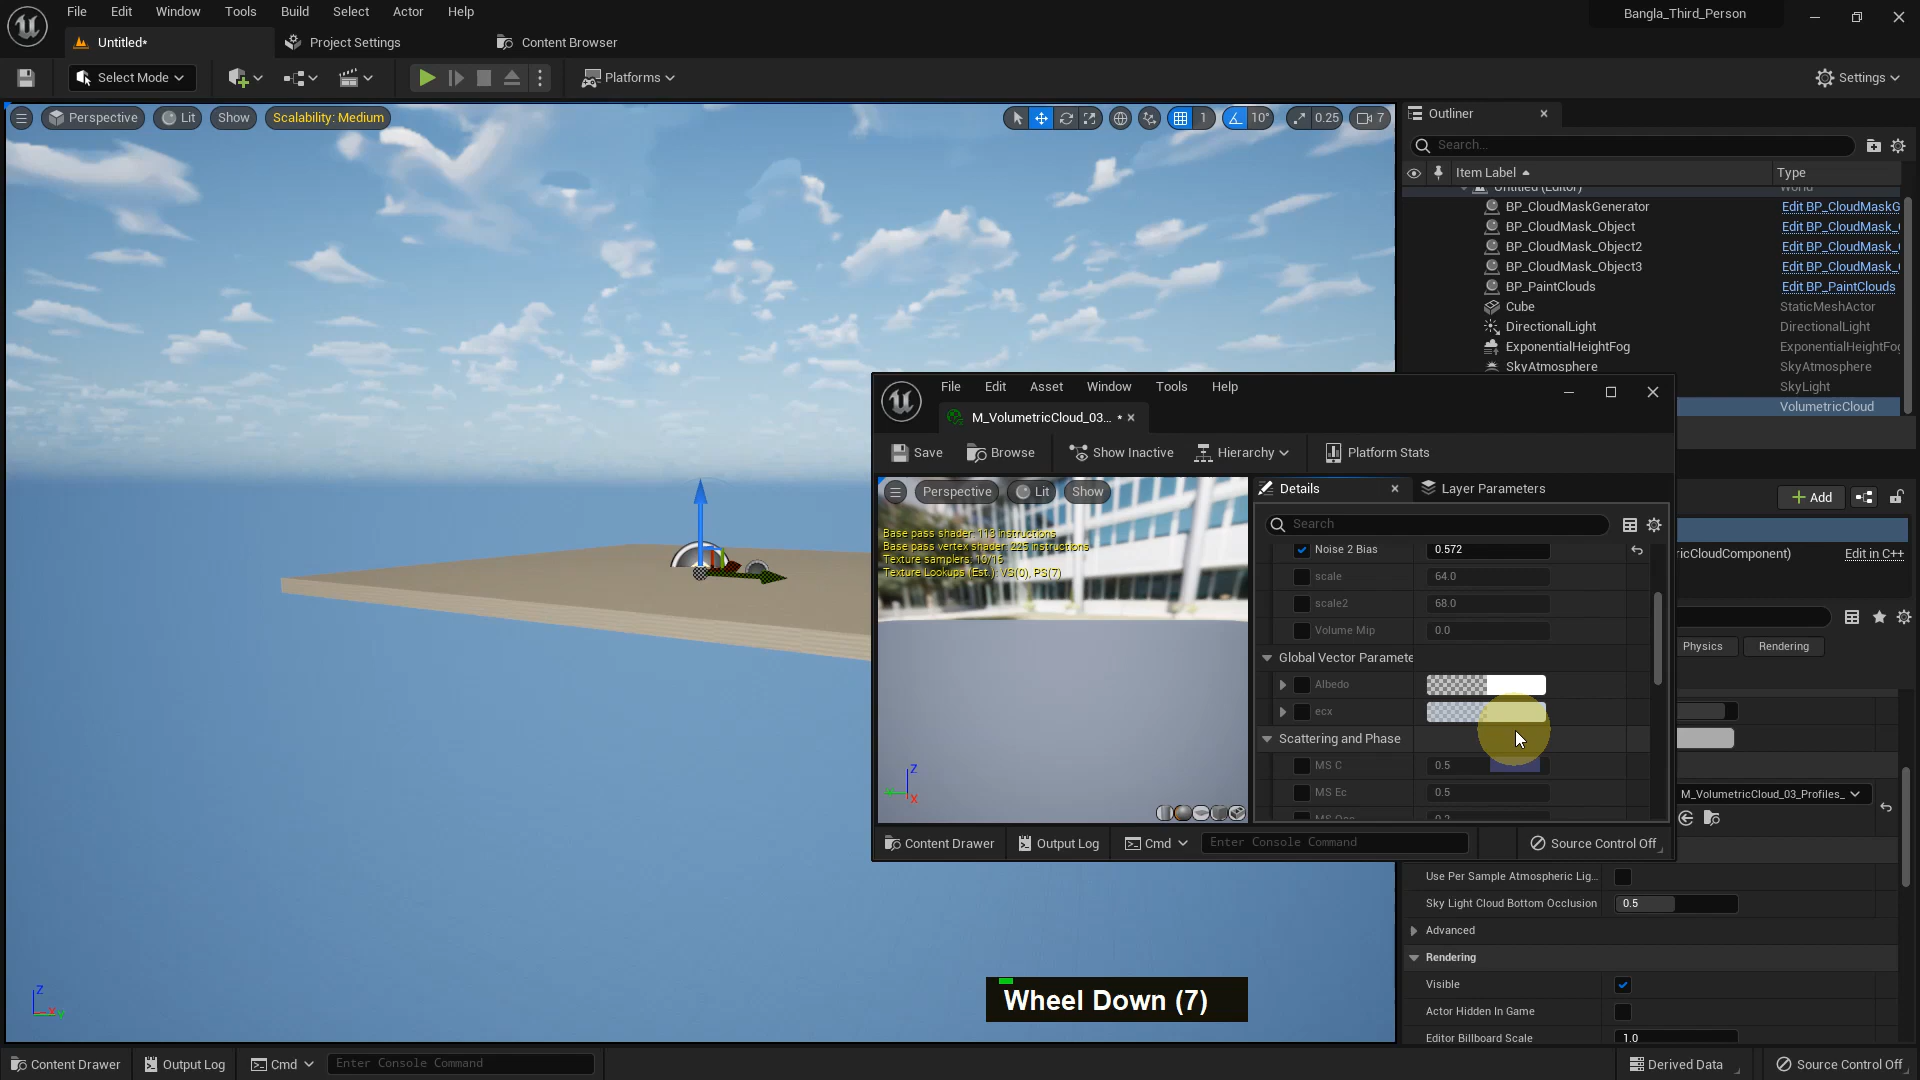 File Edit Window Tools Build Select Actor Help
Bangla_Third_Person
Untitled*
Project Settings
Content Browser
Select Mode
Platforms
Settings
Perspective
Lit
Show
Scalability: Medium
1
10°
0.25
7
Outliner
Search...
Item Label
Type
Untitled (Editor)
World
BP_CloudMaskGenerator
Edit BP_CloudMaskG
BP_CloudMask_Object
Edit BP_CloudMask_
BP_CloudMask_Object2
Edit BP_CloudMask_
BP_CloudMask_Object3
Edit BP_CloudMask_
BP_PaintClouds
Edit BP_PaintClouds
Cube
StaticMeshActor
DirectionalLight
DirectionalLight
ExponentialHeightFog
ExponentialHeightFog
SkyAtmosphere
SkyAtmosphere
SkyLight
VolumetricCloud
File Edit Asset Window Tools Help
M_VolumetricCloud_03... *
Save
Browse
Show Inactive
Hierarchy
Platform Stats
Perspective
Lit
Show
Base pass shader: 113 instructions
Base pass vertex shader: 225 instructions
Texture samplers: 10/16
Texture Lookups (Est.): VS(0), PS(7)
Details
Layer Parameters
Search
Noise 2 Bias
0.572
scale
64.0
scale2
68.0
Volume Mip
0.0
Global Vector Paramete
Albedo
ecx
Scattering and Phase
MS C
0.5
MS Ec
0.5
MS Occ
0.2
Z
X
Content Drawer
Output Log
Cmd
Enter Console Command
Source Control Off
Add
ricCloudComponent)
Edit in C++
Physics
Rendering
M_VolumetricCloud_03_Profiles_
Use Per Sample Atmospheric Lig...
Sky Light Cloud Bottom Occlusion
0.5
Advanced
Rendering
Visible
Actor Hidden In Game
Editor Billboard Scale
1.0
Z
X
Y
Wheel Down (7)
Content Drawer
Output Log
Cmd
Enter Console Command
Derived Data
Source Control Off